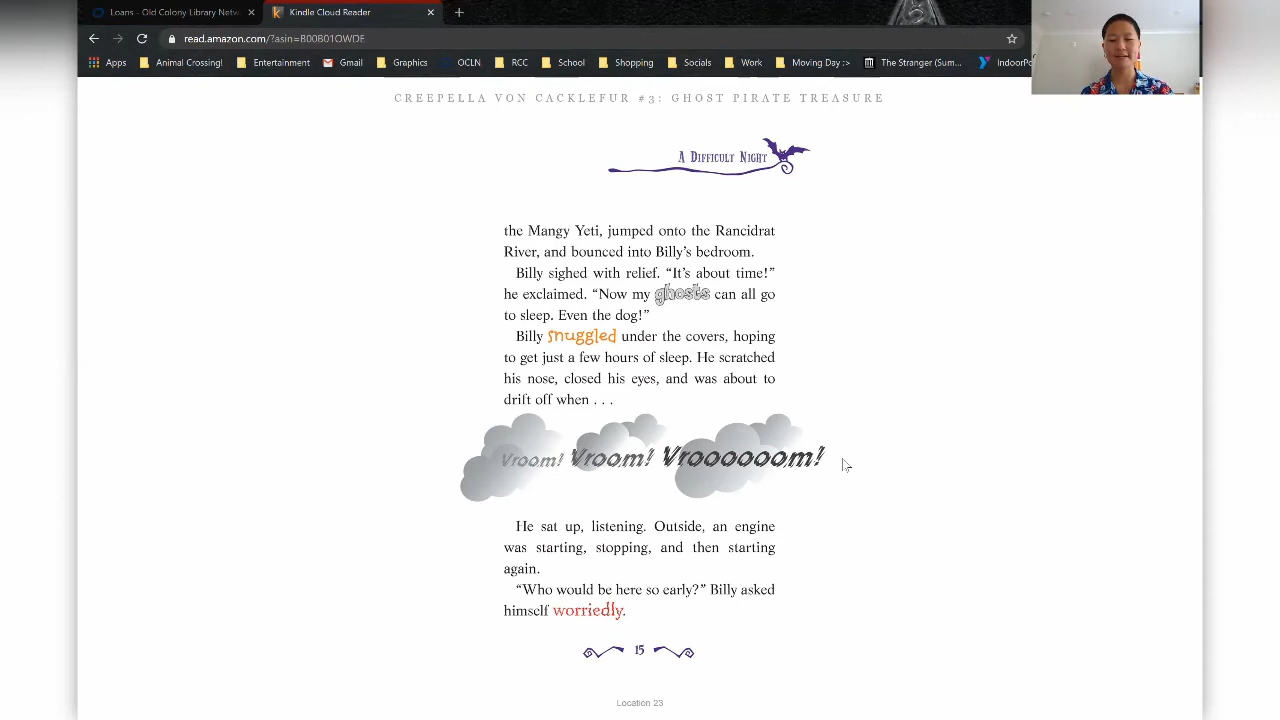 Loans - Old Colony Library Netw
Kindle Cloud Reader
read.amazon.com/?asin=B00B01OWDE
Apps Animal Crossing! Entertainment Gmail Graphics OCLN RCC School Shopping Socials Work Moving Day :> The Stranger (Sum... IndoorPo
CREEPELLA VON CACKLEFUR #3: GHOST PIRATE TREASURE
A Difficult Night
the Mangy Yeti, jumped onto the Rancidrat
River, and bounced into Billy's bedroom.
Billy sighed with relief. "It's about time!"
he exclaimed. "Now my ghosts can all go
to sleep. Even the dog!"
Billy snuggled under the covers, hoping
to get just a few hours of sleep. He scratched
his nose, closed his eyes, and was about to
drift off when . . .
Vroom! Vroom! Vroooooom!
He sat up, listening. Outside, an engine
was starting, stopping, and then starting
again.
"Who would be here so early?" Billy asked
himself worriedly.
15
Location 23